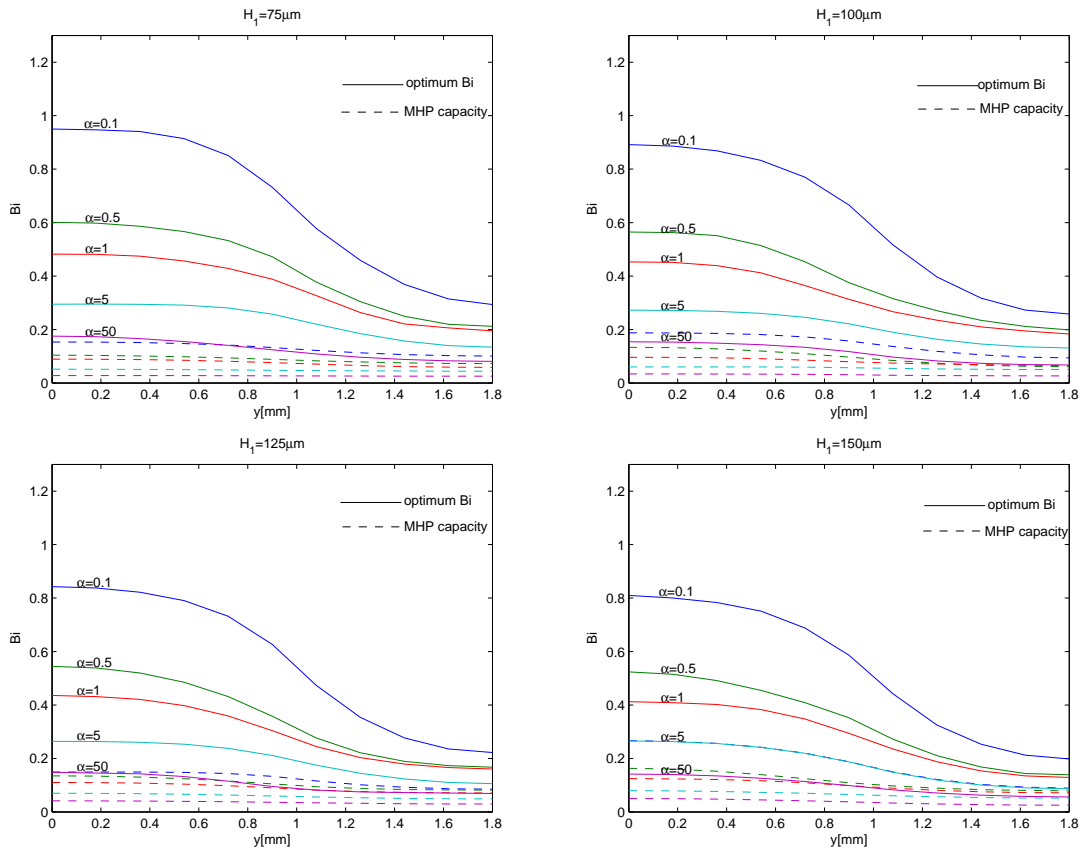 H₁=75μm
optimum Bi
MHP capacity
α=0.1
α=0.5
α=1
α=5
α=50
Bi
1.2
1
0.8
0.6
0.4
0.2
0
0 0.2 0.4 0.6 0.8 1 1.2 1.4 1.6 1.8
y[mm]
H₁=100μm
optimum Bi
MHP capacity
α=0.1
α=0.5
α=1
α=5
α=50
Bi
1.2
1
0.8
0.6
0.4
0.2
0
0 0.2 0.4 0.6 0.8 1 1.2 1.4 1.6 1.8
y[mm]
H₁=125μm
optimum Bi
MHP capacity
α=0.1
α=0.5
α=1
α=5
α=50
Bi
1.2
1
0.8
0.6
0.4
0.2
0
0 0.2 0.4 0.6 0.8 1 1.2 1.4 1.6 1.8
y[mm]
H₁=150μm
optimum Bi
MHP capacity
α=0.1
α=0.5
α=1
α=5
α=50
Bi
1.2
1
0.8
0.6
0.4
0.2
0
0 0.2 0.4 0.6 0.8 1 1.2 1.4 1.6 1.8
y[mm]